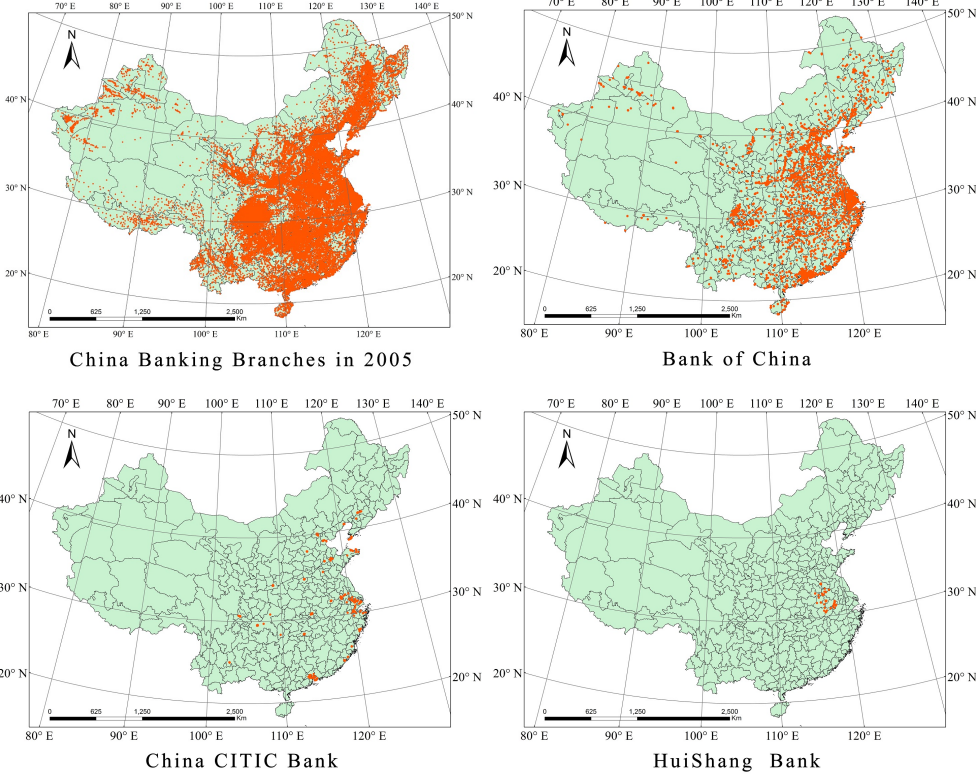 70° E 80° E 90° E 100° E 110° E 120° E 130° E 140° E
50° N
N
40° N
40° N
30° N
30° N
20° N
20° N
0 625 1,250 2,500
Km
80° E 90° E 100° E 110° E 120° E
China Banking Branches in 2005
70° E 80° E 90° E 100° E 110° E 120° E 130° E 140° E
50° N
N
40° N
40° N
30° N
30° N
20° N
20° N
0 625 1,250 2,500
Km
80° E 90° E 100° E 110° E 120° E
Bank of China
70° E 80° E 90° E 100° E 110° E 120° E 130° E 140° E
50° N
N
40° N
40° N
30° N
30° N
20° N
20° N
0 625 1,250 2,500
Km
80° E 90° E 100° E 110° E 120° E
China CITIC Bank
70° E 80° E 90° E 100° E 110° E 120° E 130° E 140° E
50° N
N
40° N
40° N
30° N
30° N
20° N
20° N
0 625 1,250 2,500
Km
80° E 90° E 100° E 110° E 120° E
HuiShang Bank